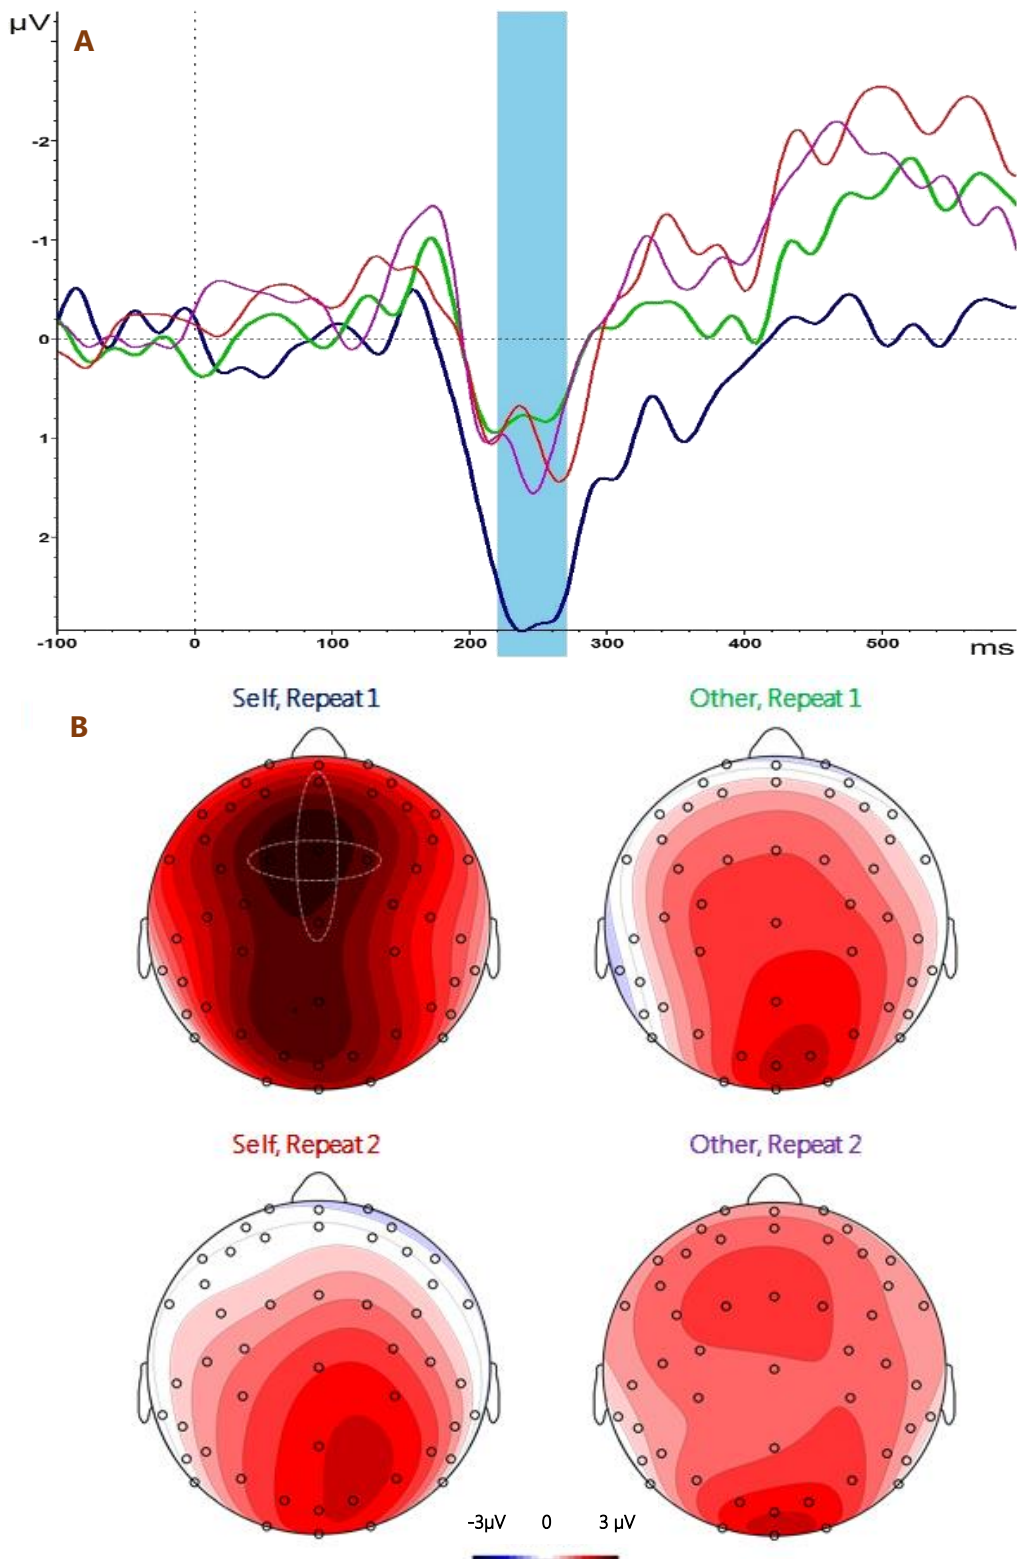 µV
A
-2
-1
0
1
2
-100 0 100 200 300 400 500
ms
B
Self, Repeat 1
Other, Repeat 1
Self, Repeat 2
Other, Repeat 2
-3µV 0 3 µV